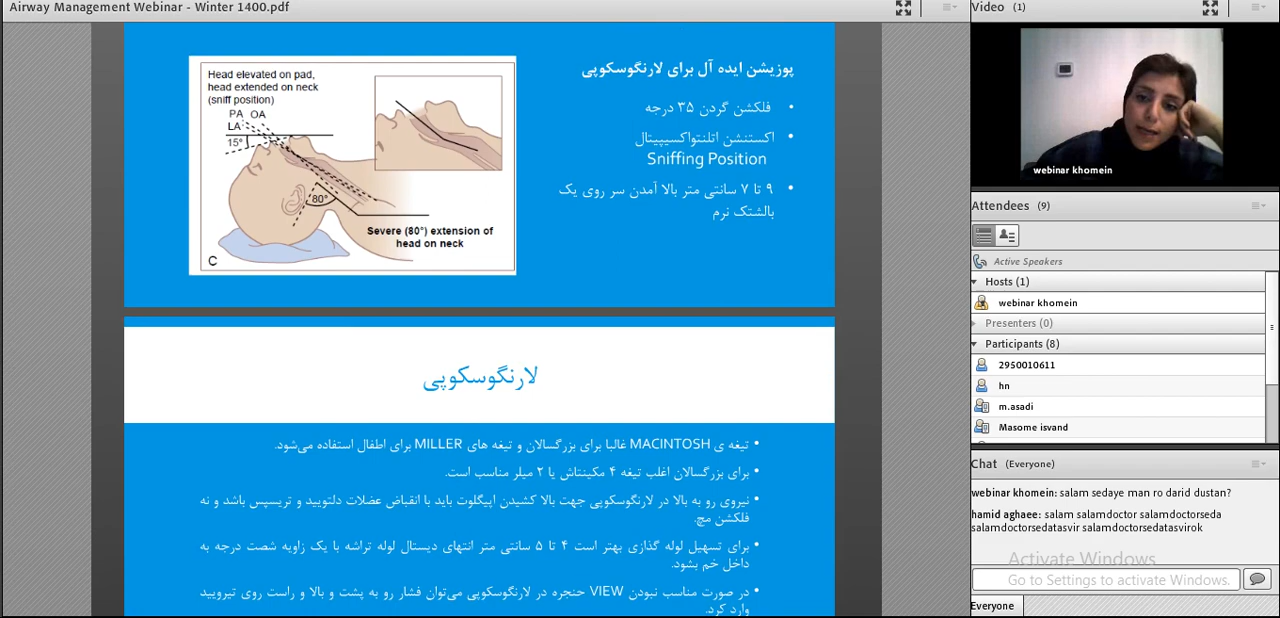 Airway Management Webinar - Winter 1400.pdf
پوزیشن ایده آل برای لارنگوسکوپی
• فلکشن گردن ۳۵ درجه
• اکستنشن اتلنتواکسیپیتال
Sniffing Position
• ۹ تا ۷ سانتی متر بالا آمدن سر روی یک
بالشتک نرم
Head elevated on pad,
head extended on neck
(sniff position)
PA OA
LA
15°
80°
Severe (80°) extension of
head on neck
C
لارنگوسکوپی
• تیغه ی MACINTOSH غالبا برای بزرگسالان و تیغه های MILLER برای اطفال استفاده می‌شود.
• برای بزرگسالان اغلب تیغه ۴ مکینتاش یا ۲ میلر مناسب است.
• نیروی رو به بالا در لارنگوسکوپی جهت بالا کشیدن اپیگلوت باید با انقباض عضلات دلتویید و تریسپس باشد و نه
فلکشن مچ.
• برای تسهیل لوله گذاری بهتر است ۴ تا ۵ سانتی متر انتهای دیستال لوله تراشه با یک زاویه شصت درجه به
داخل خم بشود.
• در صورت مناسب نبودن VIEW حنجره در لارنگوسکوپی می‌توان فشار رو به پشت و بالا و راست روی تیرویید
وارد کرد.
Video (1)
webinar khomein
Attendees (9)
Active Speakers
Hosts (1)
webinar khomein
Presenters (0)
Participants (8)
2950010611
hn
m.asadi
Masome isvand
Chat (Everyone)
webinar khomein: salam sedaye man ro darid dustan?
hamid aghaee: salam salamdoctor salamdoctorseda
salamdoctorsedatasvir salamdoctorsedatasvirok
Activate Windows
Go to Settings to activate Windows.
Everyone